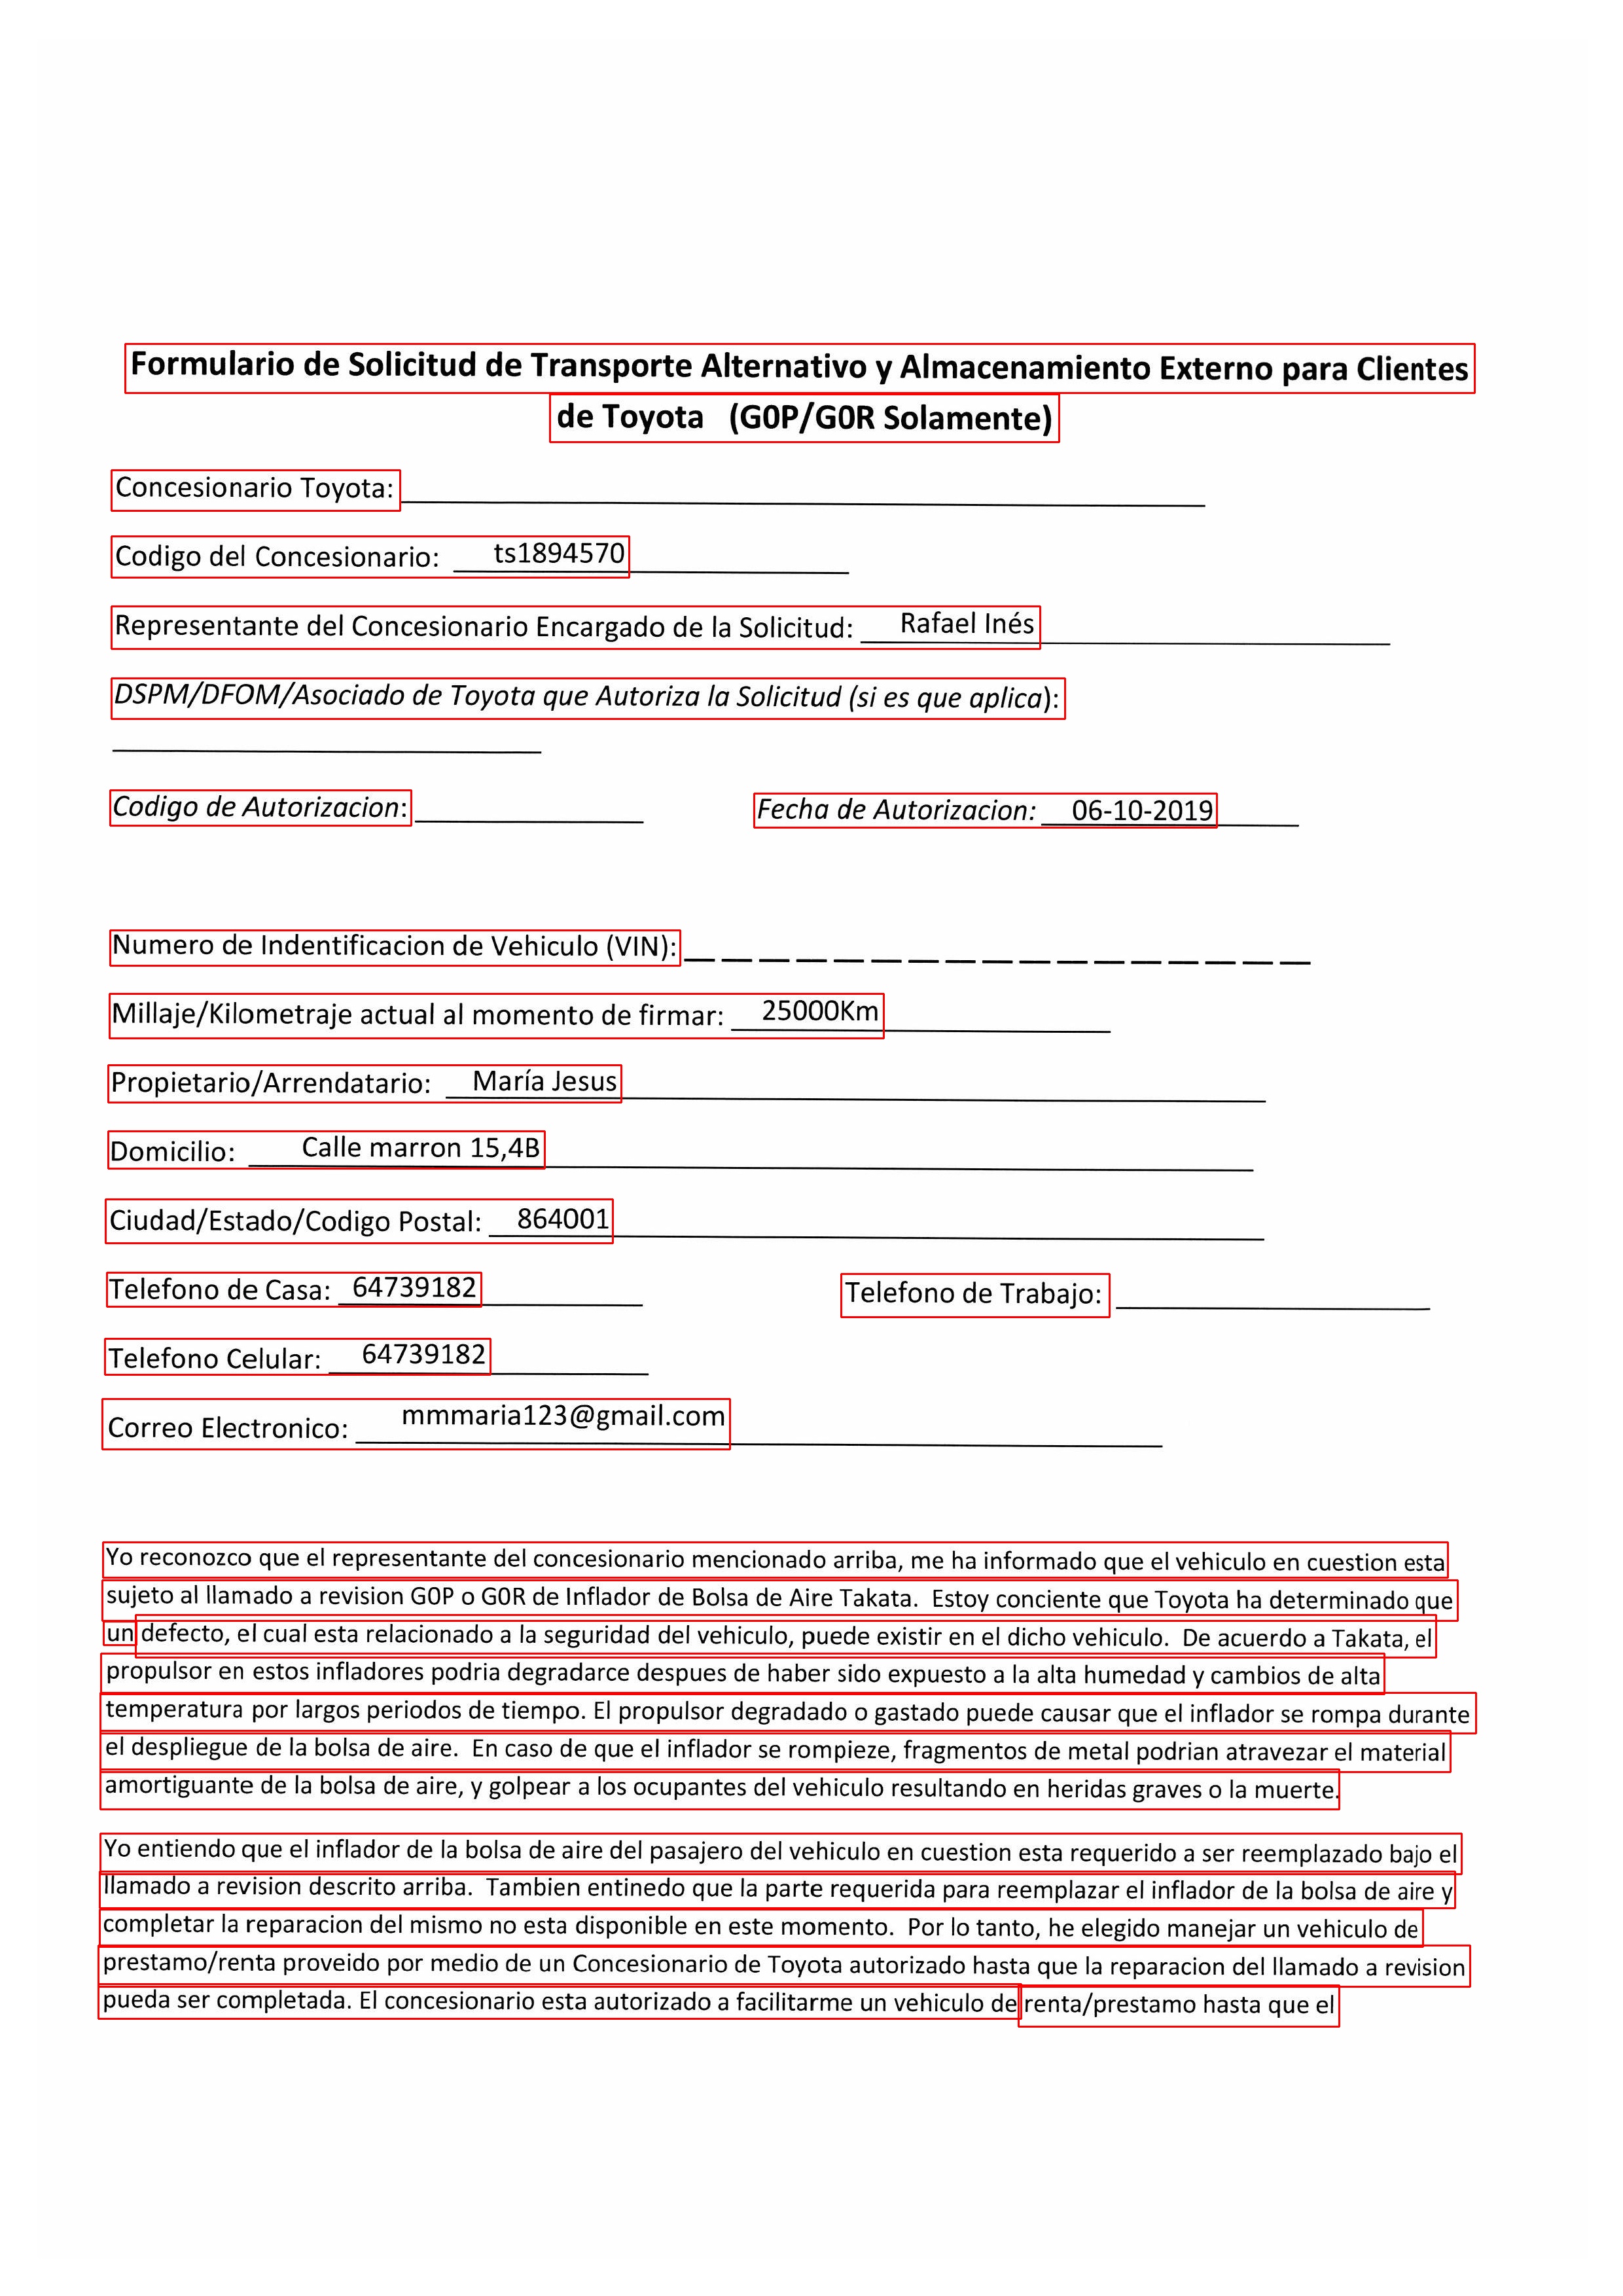 Formulario de Solicitud de Transporte Alternativo y Almacenamiento Externo para Clientes
de Toyota (G0P/G0R Solamente)
Concesionario Toyota:
Codigo del Concesionario: ts1894570
Representante del Concesionario Encargado de la Solicitud: Rafael Inés
DSPM/DFOM/Asociado de Toyota que Autoriza la Solicitud (si es que aplica):
Codigo de Autorizacion: Fecha de Autorizacion: 06-10-2019
Numero de Indentificacion de Vehiculo (VIN):
Millaje/Kilometraje actual al momento de firmar: 25000Km
Propietario/Arrendatario: María Jesus
Domicilio: Calle marron 15,4B
Ciudad/Estado/Codigo Postal: 864001
Telefono de Casa: 64739182 Telefono de Trabajo:
Telefono Celular: 64739182
Correo Electronico: mmmaria123@gmail.com
Yo reconozco que el representante del concesionario mencionado arriba, me ha informado que el vehiculo en cuestion esta
sujeto al llamado a revision G0P o G0R de Inflador de Bolsa de Aire Takata. Estoy conciente que Toyota ha determinado que
un defecto, el cual esta relacionado a la seguridad del vehiculo, puede existir en el dicho vehiculo. De acuerdo a Takata, el
propulsor en estos infladores podria degradarce despues de haber sido expuesto a la alta humedad y cambios de alta
temperatura por largos periodos de tiempo. El propulsor degradado o gastado puede causar que el inflador se rompa durante
el despliegue de la bolsa de aire. En caso de que el inflador se rompieze, fragmentos de metal podrian atravezar el material
amortiguante de la bolsa de aire, y golpear a los ocupantes del vehiculo resultando en heridas graves o la muerte.
Yo entiendo que el inflador de la bolsa de aire del pasajero del vehiculo en cuestion esta requerido a ser reemplazado bajo el
llamado a revision descrito arriba. Tambien entinedo que la parte requerida para reemplazar el inflador de la bolsa de aire y
completar la reparacion del mismo no esta disponible en este momento. Por lo tanto, he elegido manejar un vehiculo de
prestamo/renta proveido por medio de un Concesionario de Toyota autorizado hasta que la reparacion del llamado a revision
pueda ser completada. El concesionario esta autorizado a facilitarme un vehiculo de renta/prestamo hasta que el